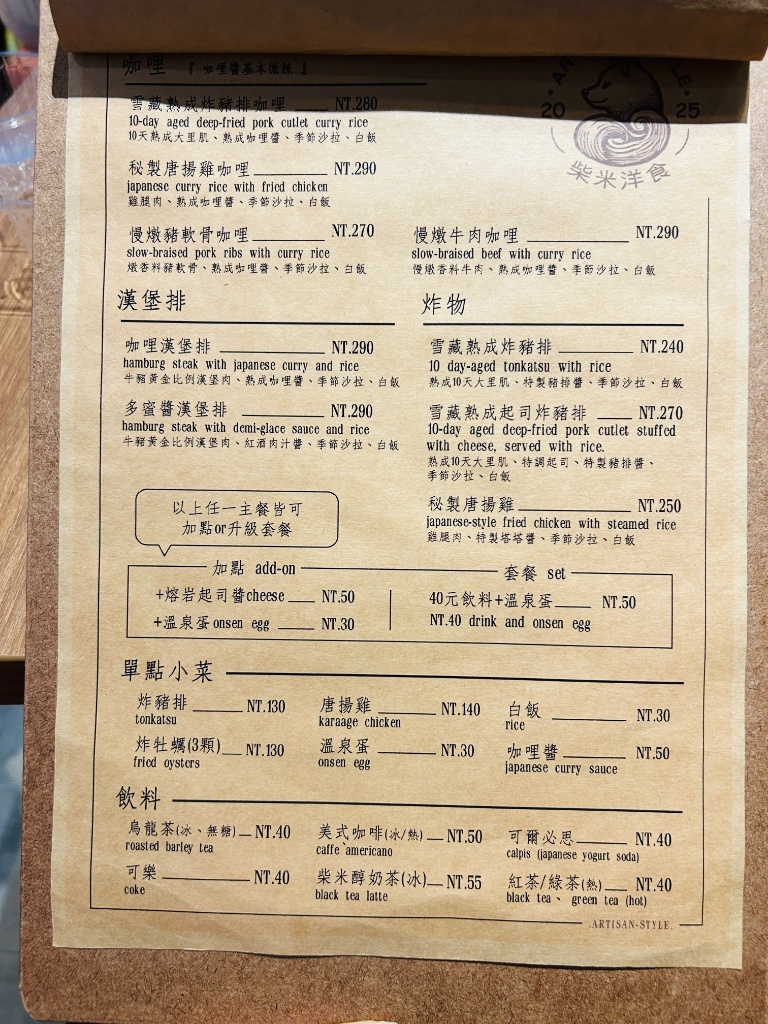 咖哩 『 咖哩醬基本微辣 』
20 25
柴米洋食
雪藏熟成炸豬排咖哩 NT.280
10-day aged deep-fried pork cutlet curry rice
10天熟成大里肌、熟成咖哩醬、季節沙拉、白飯
秘製唐揚雞咖哩 NT.290
japanese curry rice with fried chicken
雞腿肉、熟成咖哩醬、季節沙拉、白飯
慢燉豬軟骨咖哩 NT.270
slow-braised pork ribs with curry rice
燉香料豬軟骨、熟成咖哩醬、季節沙拉、白飯
慢燉牛肉咖哩 NT.290
slow-braised beef with curry rice
慢燉香料牛肉、熟成咖哩醬、季節沙拉、白飯
漢堡排
咖哩漢堡排 NT.290
hamburg steak with japanese curry and rice
牛豬黃金比例漢堡肉、熟成咖哩醬、季節沙拉、白飯
多蜜醬漢堡排 NT.290
hamburg steak with demi-glace sauce and rice
牛豬黃金比例漢堡肉、紅酒肉汁醬、季節沙拉、白飯
炸物
雪藏熟成炸豬排 NT.240
10 day-aged tonkatsu with rice
熟成10天大里肌、特製豬排醬、季節沙拉、白飯
雪藏熟成起司炸豬排 NT.270
10-day aged deep-fried pork cutlet stuffed
with cheese, served with rice.
熟成10天大里肌、特調起司、特製豬排醬、
季節沙拉、白飯
秘製唐揚雞 NT.250
japanese-style fried chicken with steamed rice
雞腿肉、特製塔塔醬、季節沙拉、白飯
以上任一主餐皆可
加點or升級套餐
加點 add-on
+熔岩起司醬cheese NT.50
+溫泉蛋onsen egg NT.30
套餐 set
40元飲料+溫泉蛋 NT.50
NT.40 drink and onsen egg
單點小菜
炸豬排 NT.130
tonkatsu
唐揚雞 NT.140
karaage chicken
白飯 NT.30
rice
炸牡蠣(3顆) NT.130
fried oysters
溫泉蛋 NT.30
onsen egg
咖哩醬 NT.50
japanese curry sauce
飲料
烏龍茶(冰、無糖) NT.40
roasted barley tea
美式咖啡(冰/熱) NT.50
caffe americano
可爾必思 NT.40
calpis (japanese yogurt soda)
可樂 NT.40
coke
柴米醇奶茶(冰) NT.55
black tea latte
紅茶/綠茶(熱) NT.40
black tea、green tea (hot)
.ARTISAN-STYLE.